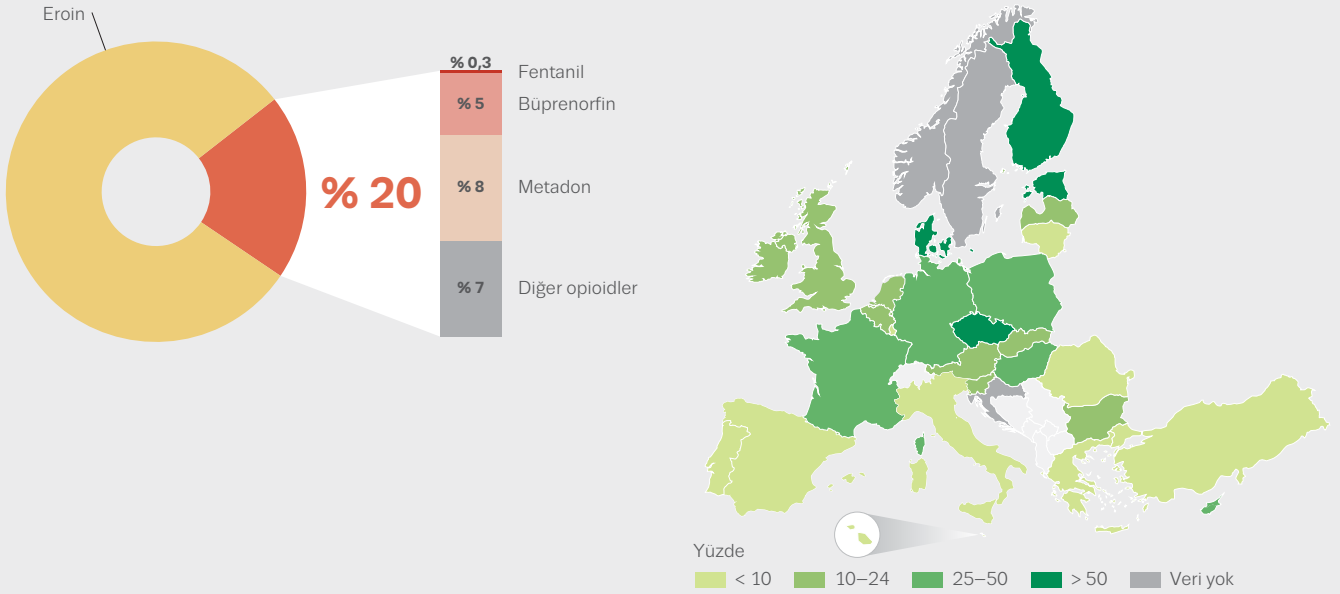 Eroin
% 0,3
Fentanil
% 5
Büprenorfin
% 20
% 8
Metadon
% 7
Diğer opioidler
Yüzde
< 10
10–24
25–50
> 50
Veri yok